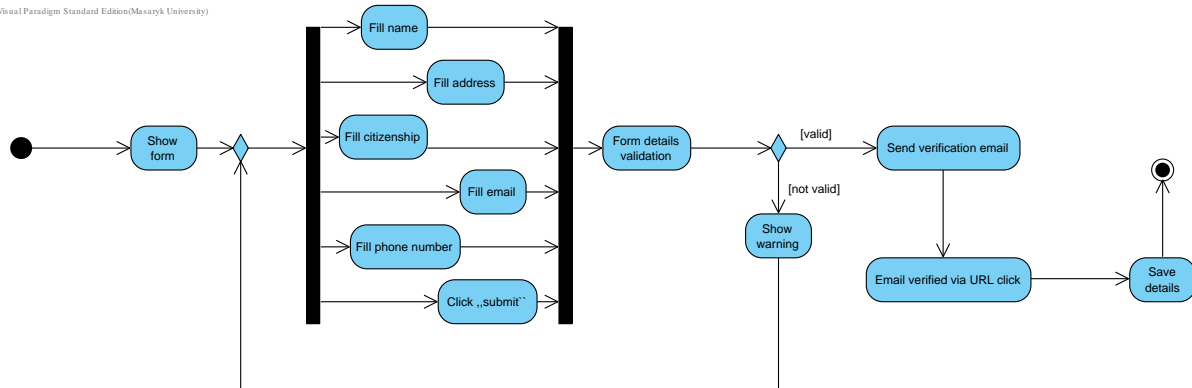 Visual Paradigm Standard Edition(Masaryk University)
Fill name
Fill address
Show
form
Fill citizenship
Form details
validation
[valid]
Send verification email
Fill email
[not valid]
Show
warning
Fill phone number
Email verified via URL click
Save
details
Click ,,submit``